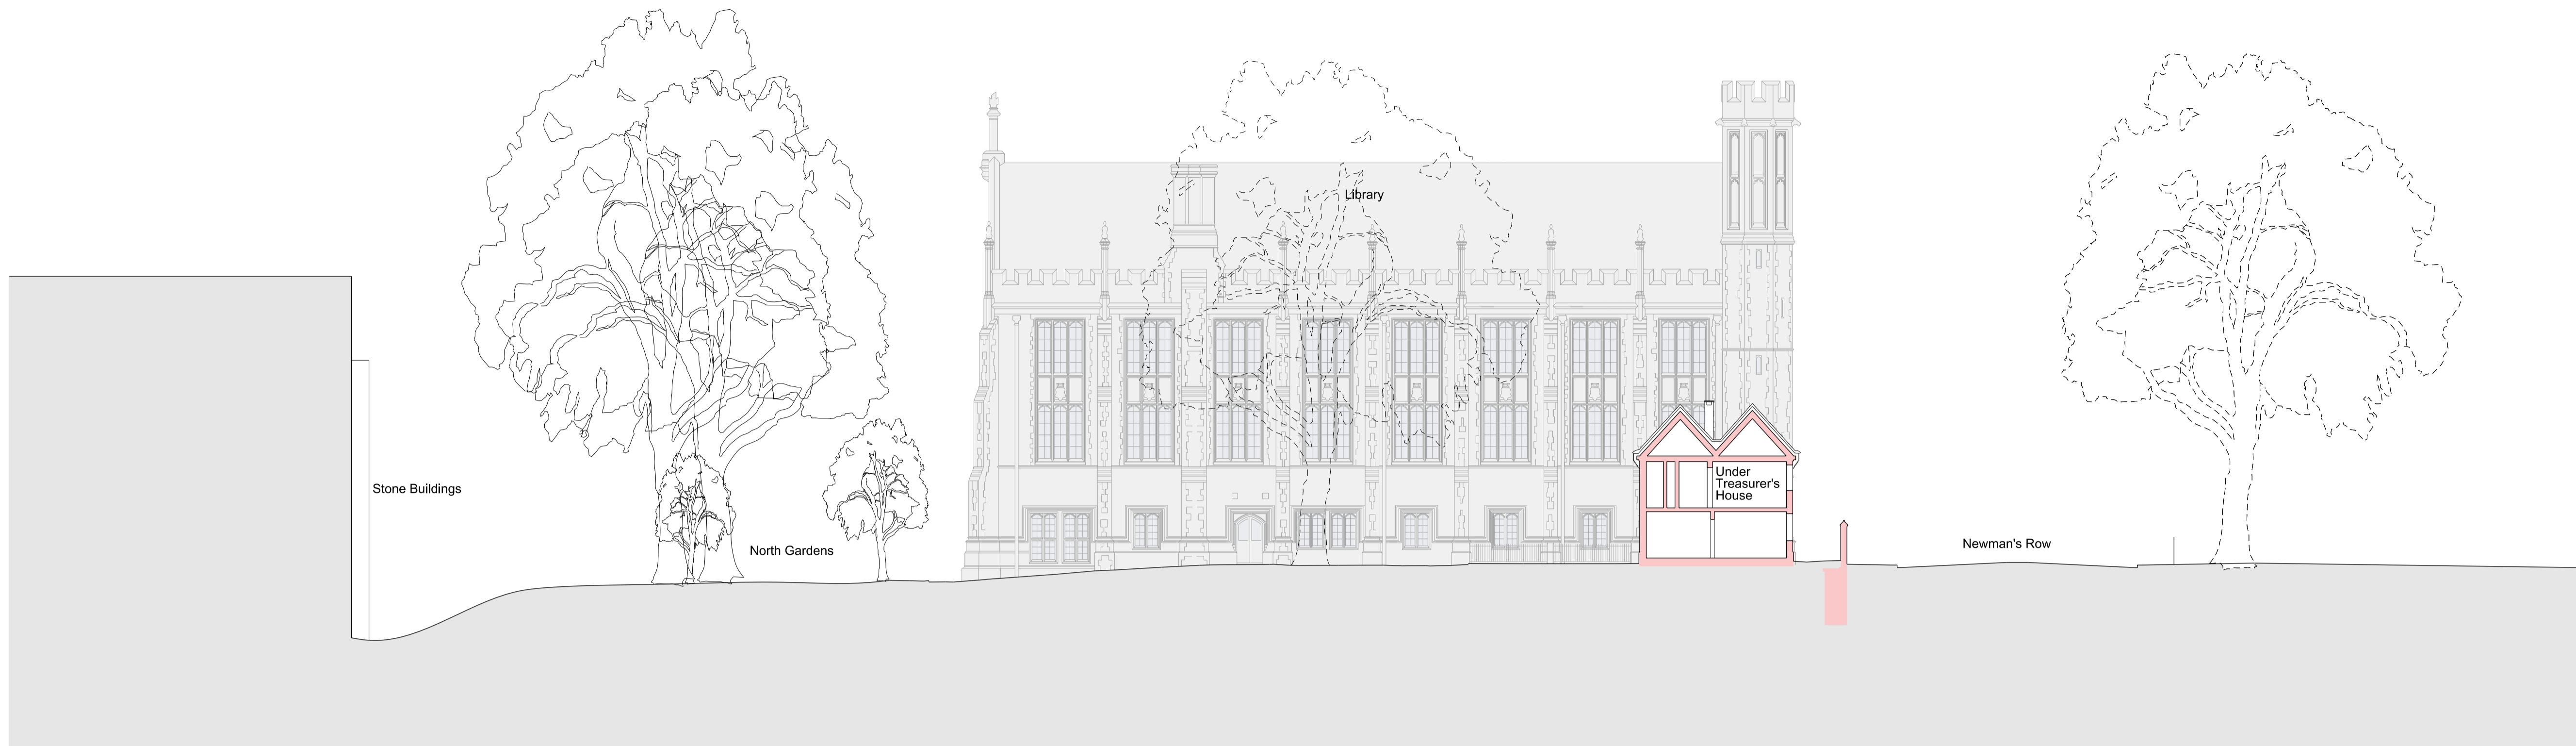 Library
Under
Treasurer's
House
Stone Buildings
North Gardens
Newman's Row